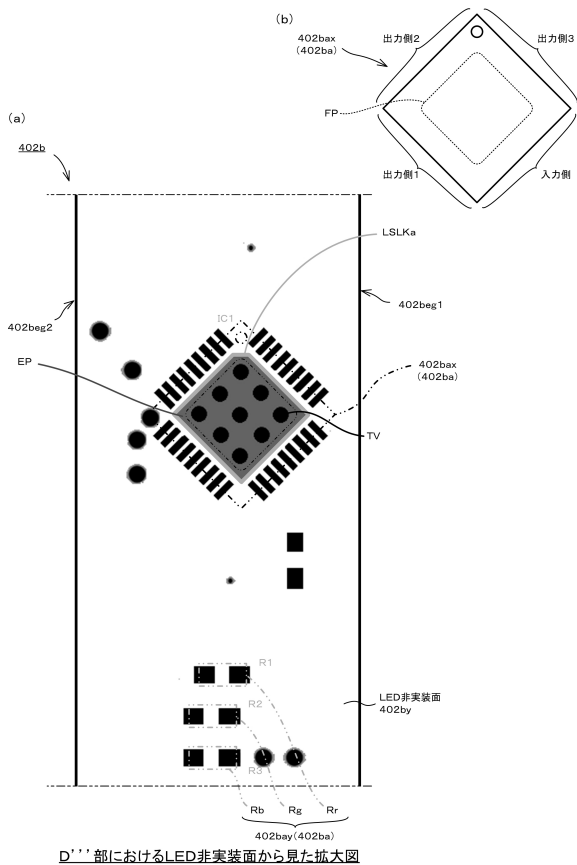 (b)
402bax
(402ba)
出力側2
出力側3
FP
出力側1
入力側
(a)
402b
LSLKa
402beg1
402beg2
IC1
EP
402bax
(402ba)
TV
R1
R2
R3
LED非実装面
402by
Rb
Rg
Rr
402bay(402ba)
D’’’部におけるLED非実装面から見た拡大図